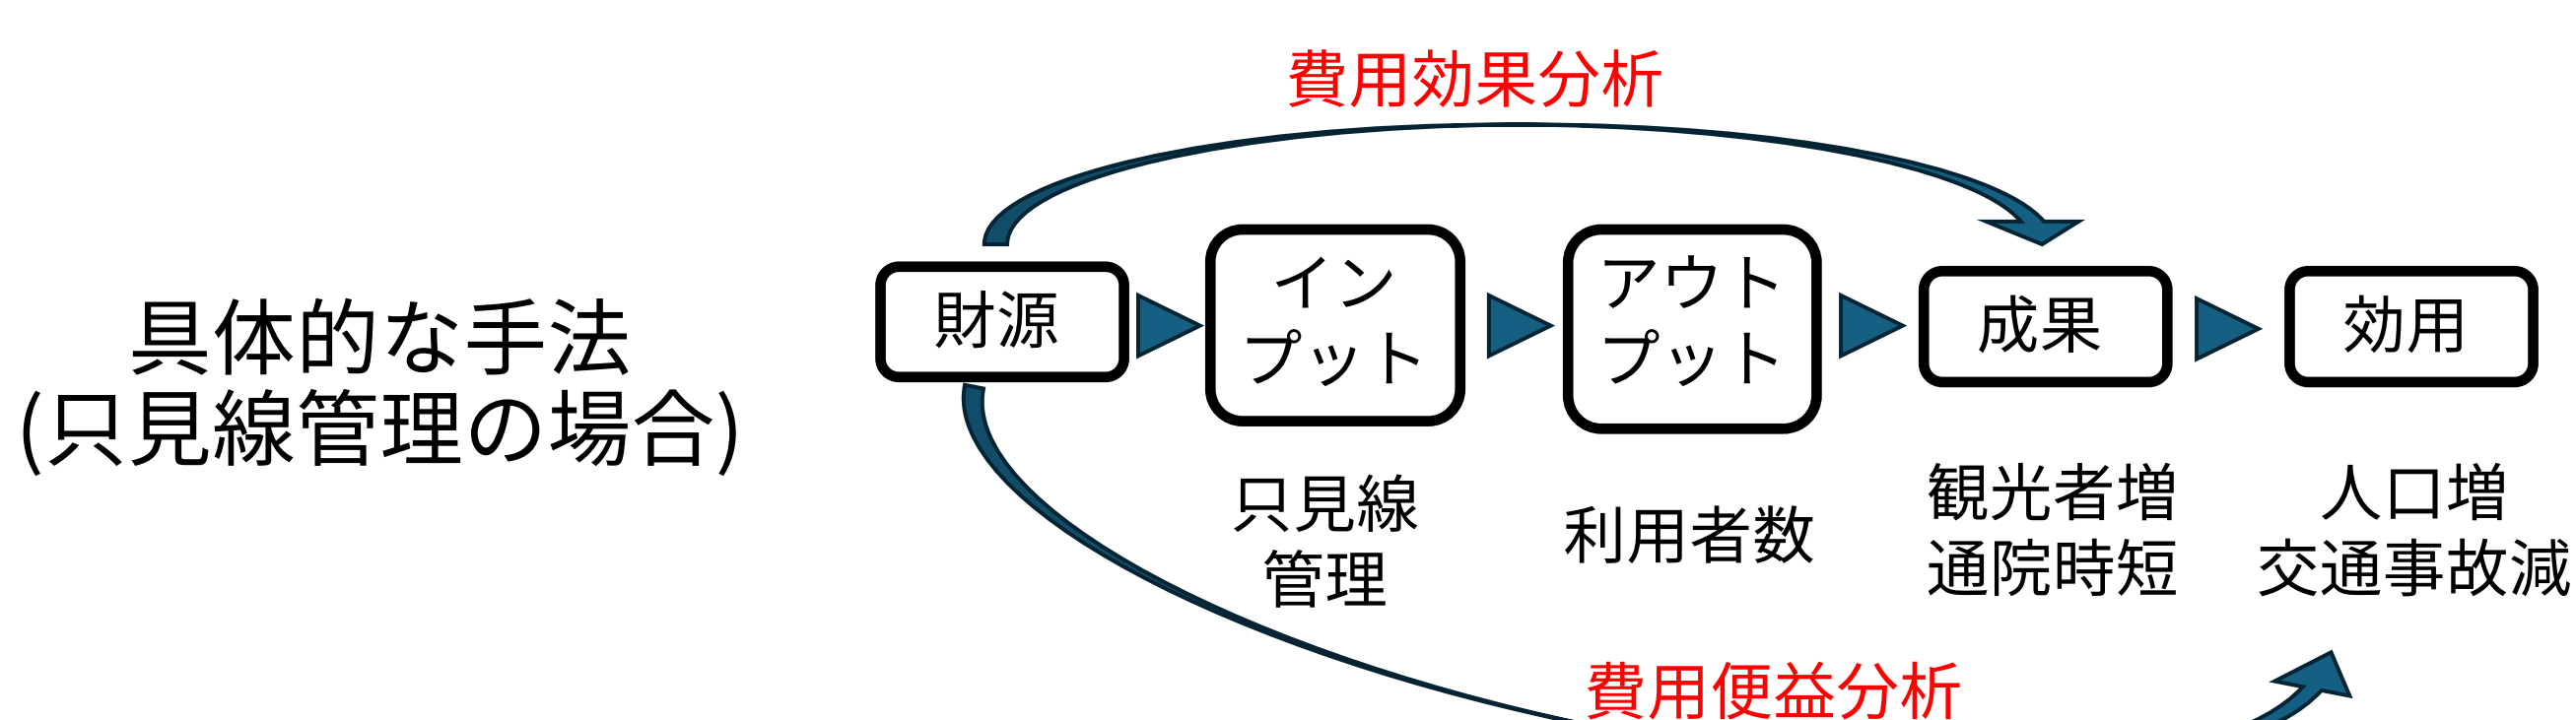 費用効果分析
具体的な手法
(只見線管理の場合)
財源
イン
プット
アウト
プット
成果
効用
只見線
管理
利用者数
観光者増
通院時短
人口増
交通事故減
費用便益分析